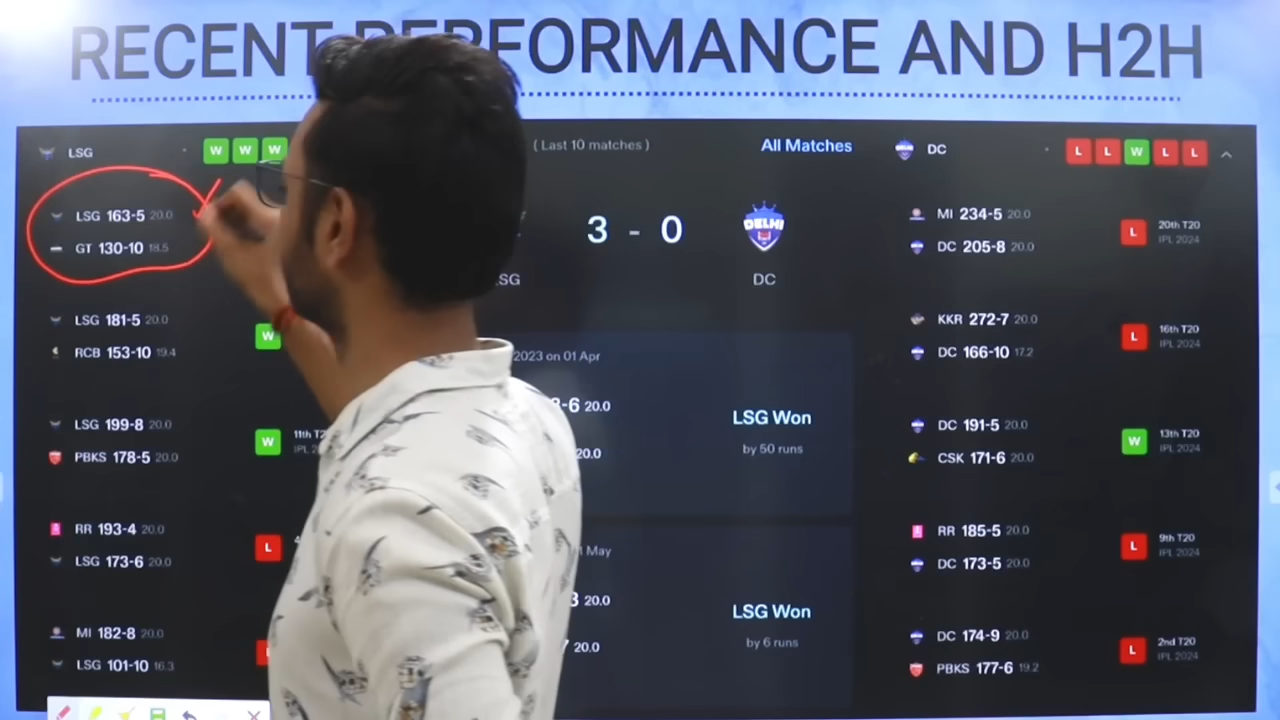 RECENT PERFORMANCE AND H2H
LSG
W W W
LSG 163-5 20.0
GT 130-10 18.5
LSG 181-5 20.0
RCB 153-10 19.4
W
LSG 199-8 20.0
PBKS 178-5 20.0
W
11th
RR 193-4 20.0
LSG 173-6 20.0
L
MI 182-8 20.0
LSG 101-10 16.3
( Last 10 matches )
All Matches
3 - 0
DC
2023 on 01 Apr
-6 20.0
20.0
LSG Won
by 50 runs
May
3 20.0
20.0
LSG Won
by 6 runs
DC
L L W L L
MI 234-5 20.0
DC 205-8 20.0
L
20th T20
IPL 2024
KKR 272-7 20.0
DC 166-10 17.2
L
16th T20
IPL 2024
DC 191-5 20.0
CSK 171-6 20.0
W
13th T20
IPL 2024
RR 185-5 20.0
DC 173-5 20.0
L
9th T20
IPL 2024
DC 174-9 20.0
PBKS 177-6 19.2
L
2nd T20
IPL 2024